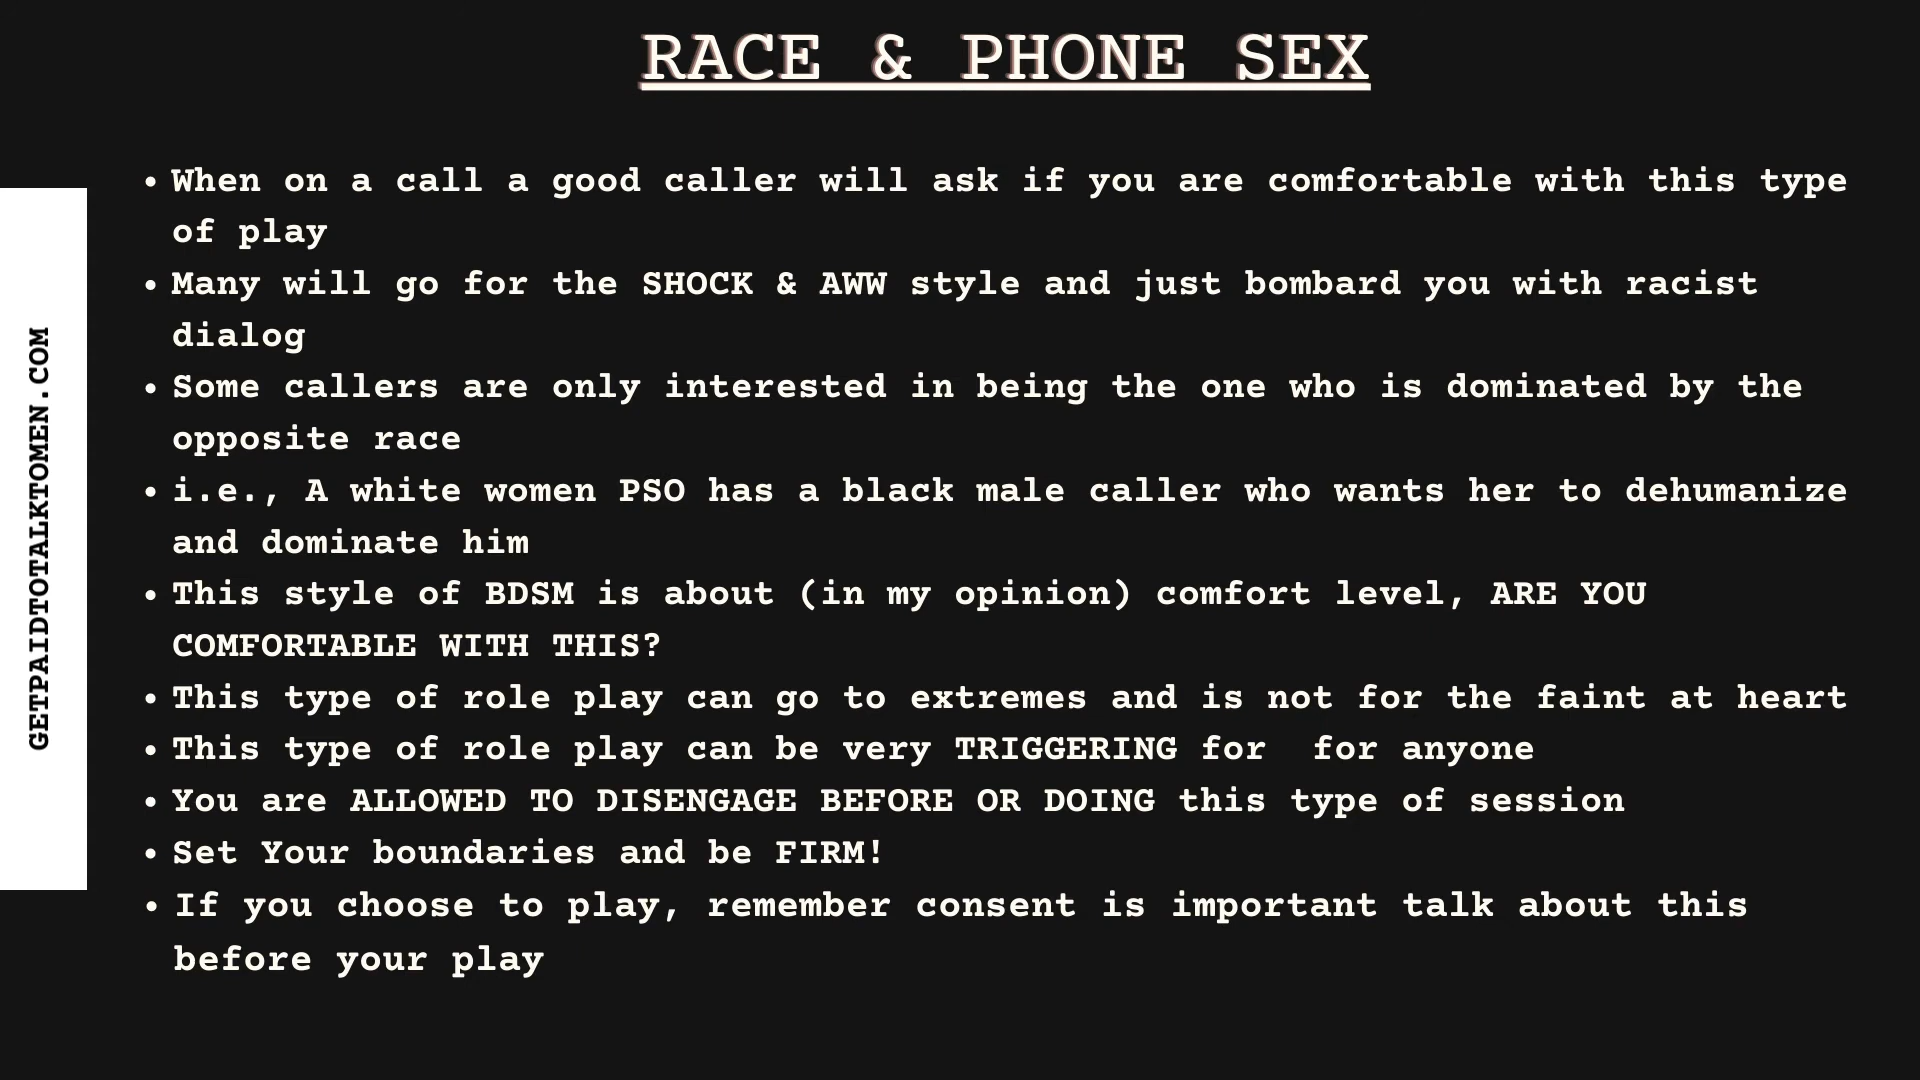 RACE & PHONE SEX
• When on a call a good caller will ask if you are comfortable with this type
of play
• Many will go for the SHOCK & AWW style and just bombard you with racist
dialog
• Some callers are only interested in being the one who is dominated by the
opposite race
• i.e., A white women PSO has a black male caller who wants her to dehumanize
and dominate him
• This style of BDSM is about (in my opinion) comfort level, ARE YOU
COMFORTABLE WITH THIS?
• This type of role play can go to extremes and is not for the faint at heart
• This type of role play can be very TRIGGERING for  for anyone
• You are ALLOWED TO DISENGAGE BEFORE OR DOING this type of session
• Set Your boundaries and be FIRM!
• If you choose to play, remember consent is important talk about this
before your play
GETPAIDTOTALKTOMEN.COM